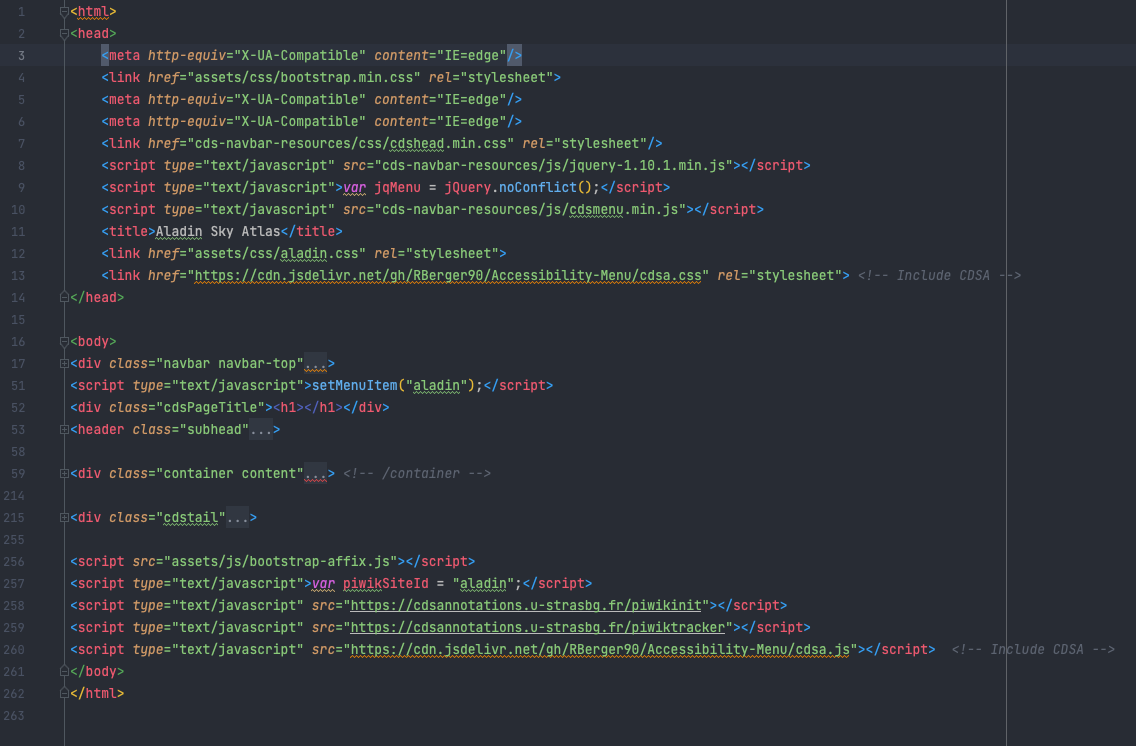 1 <html>
2 <head>
3 <meta http-equiv="X-UA-Compatible" content="IE=edge"/>
4 <link href="assets/css/bootstrap.min.css" rel="stylesheet">
5 <meta http-equiv="X-UA-Compatible" content="IE=edge"/>
6 <meta http-equiv="X-UA-Compatible" content="IE=edge"/>
7 <link href="cds-navbar-resources/css/cdshead.min.css" rel="stylesheet"/>
8 <script type="text/javascript" src="cds-navbar-resources/js/jquery-1.10.1.min.js"></script>
9 <script type="text/javascript">var jqMenu = jQuery.noConflict();</script>
10 <script type="text/javascript" src="cds-navbar-resources/js/cdsmenu.min.js"></script>
11 <title>Aladin Sky Atlas</title>
12 <link href="assets/css/aladin.css" rel="stylesheet">
13 <link href="https://cdn.jsdelivr.net/gh/RBerger90/Accessibility-Menu/cdsa.css" rel="stylesheet"> <!-- Include CDSA -->
14 </head>
15
16 <body>
17 <div class="navbar navbar-top"...>
51 <script type="text/javascript">setMenuItem("aladin");</script>
52 <div class="cdsPageTitle"><h1></h1></div>
53 <header class="subhead"...>
58
59 <div class="container content"...> <!-- /container -->
214
215 <div class="cdstail"...>
255
256 <script src="assets/js/bootstrap-affix.js"></script>
257 <script type="text/javascript">var piwikSiteId = "aladin";</script>
258 <script type="text/javascript" src="https://cdsannotations.u-strasbg.fr/piwikinit"></script>
259 <script type="text/javascript" src="https://cdsannotations.u-strasbg.fr/piwiktracker"></script>
260 <script type="text/javascript" src="https://cdn.jsdelivr.net/gh/RBerger90/Accessibility-Menu/cdsa.js"></script> <!-- Include CDSA -->
261 </body>
262 </html>
263